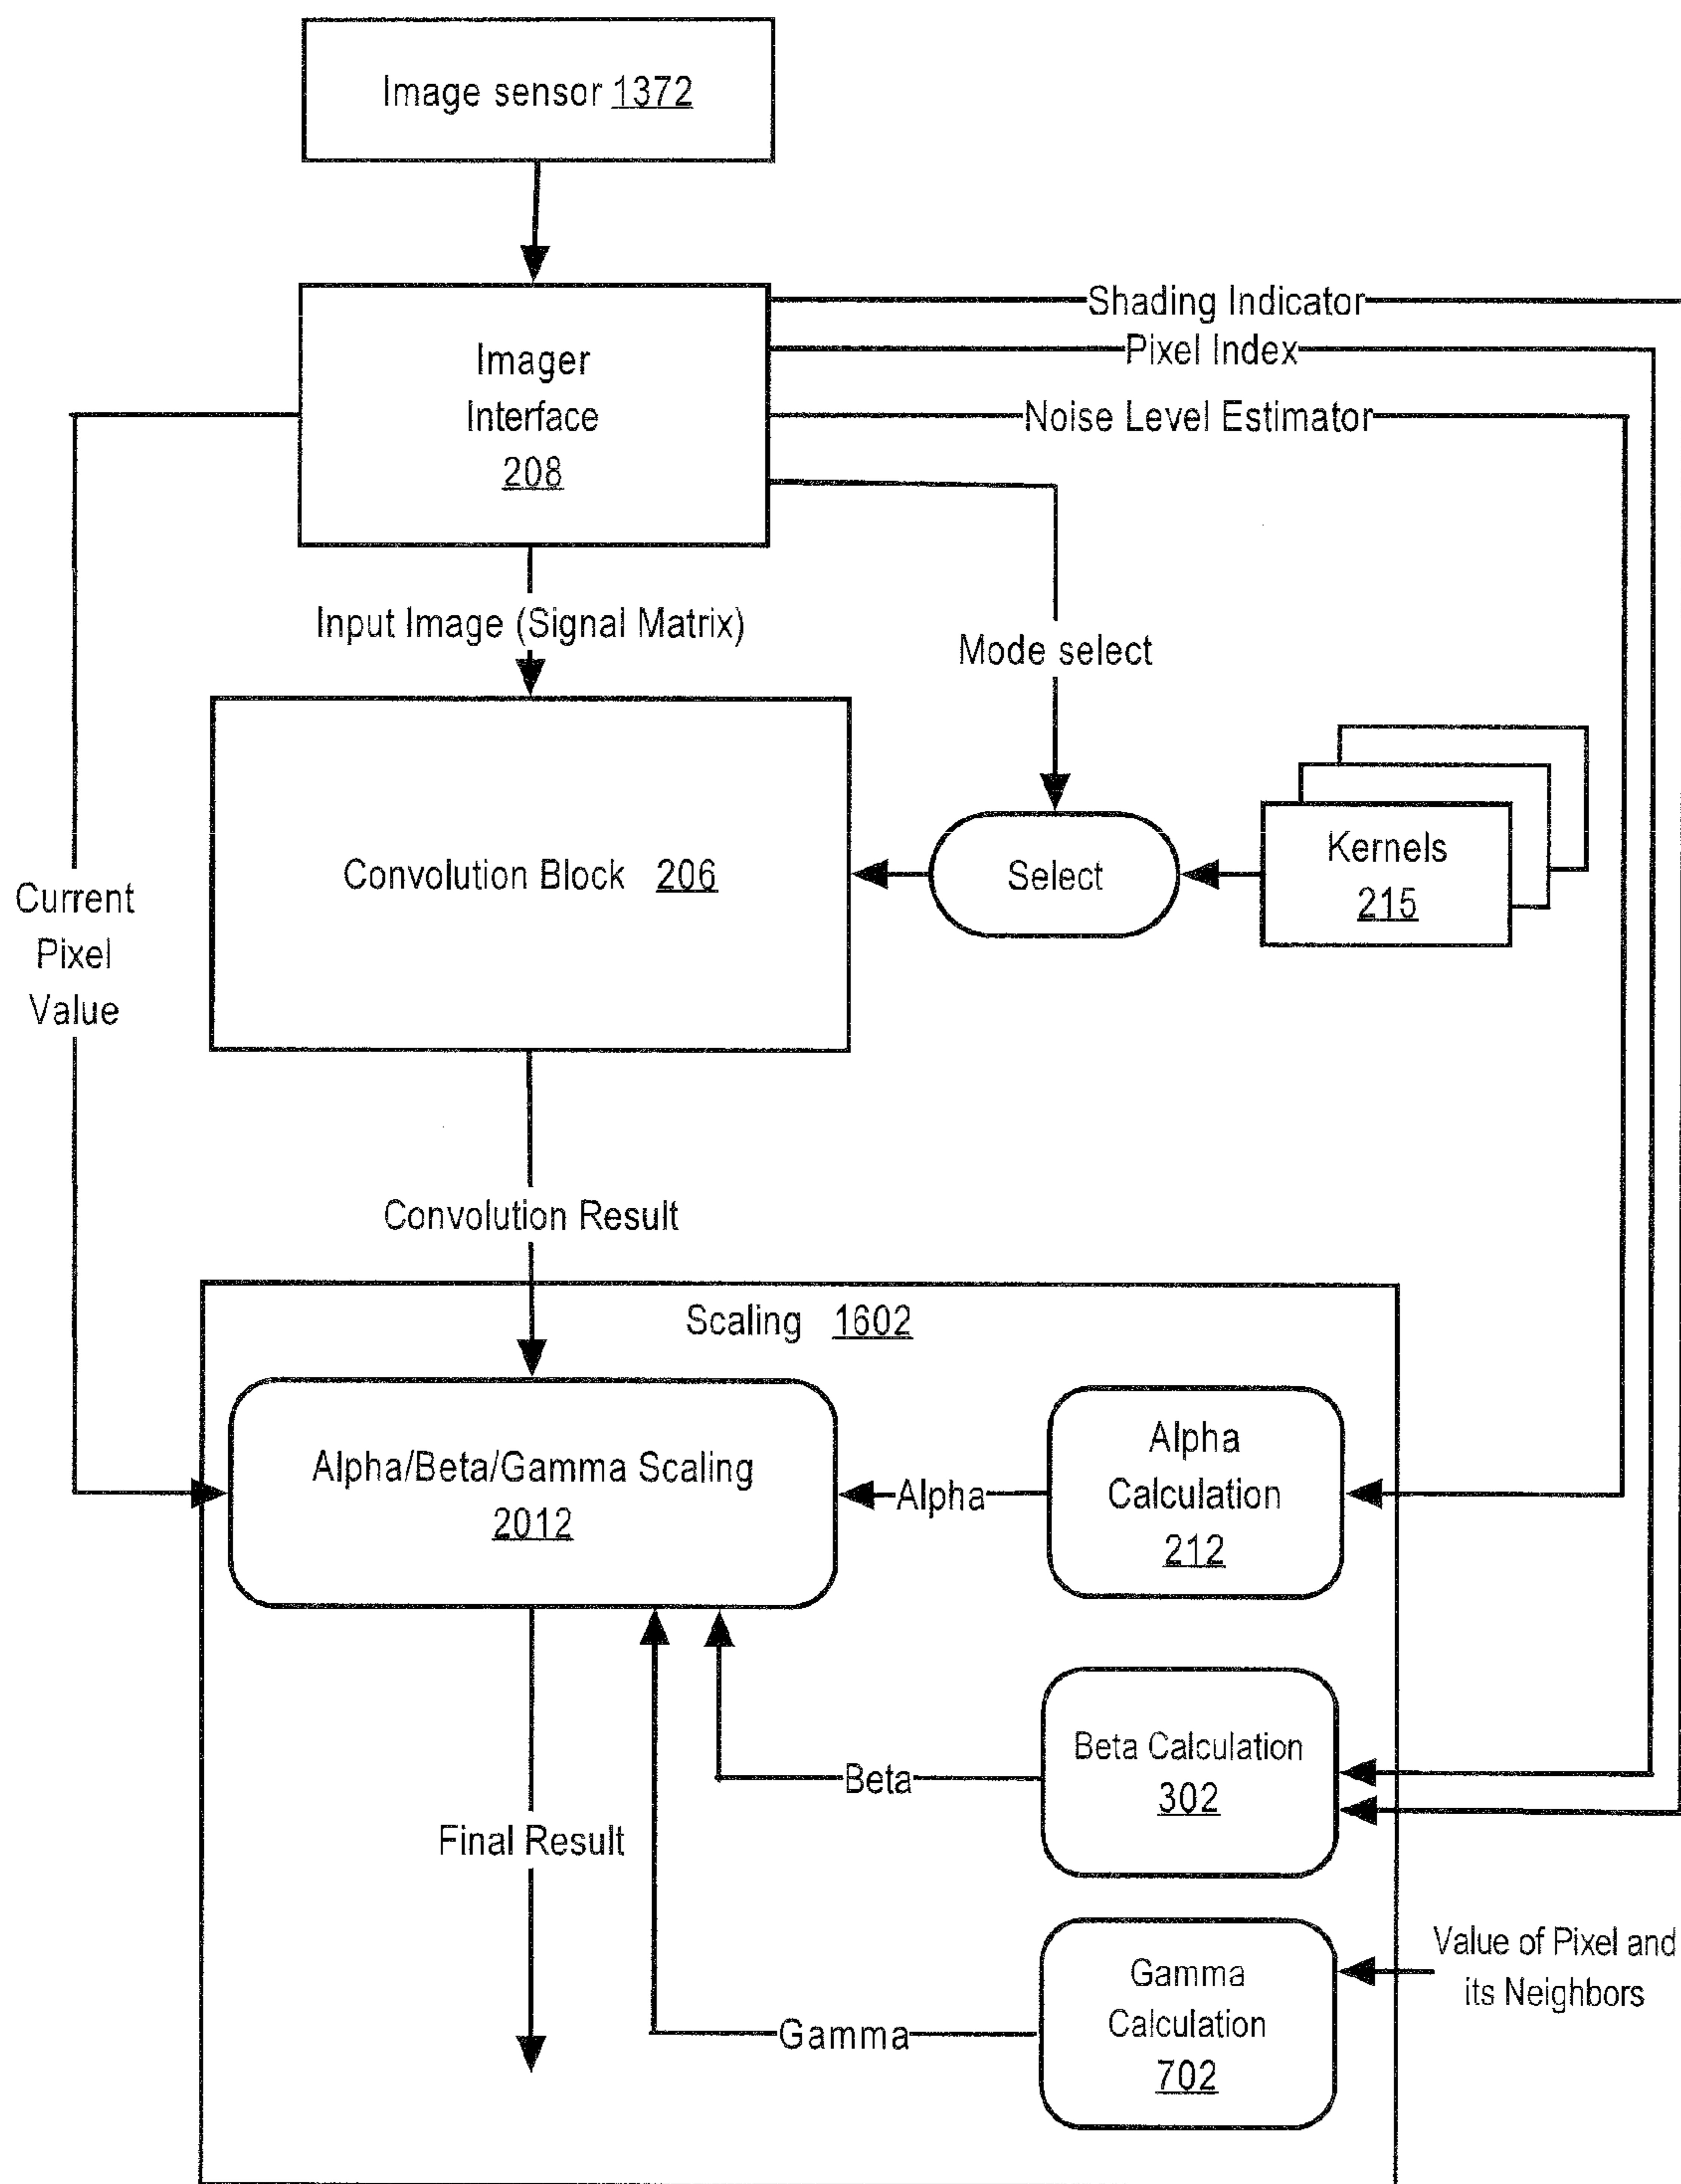 Image sensor 1372
Imager
Interface
208
Shading Indicator
Pixel Index
Noise Level Estimator
Input Image (Signal Matrix)
Mode select
Convolution Block 206
Select
Kernels
215
Current
Pixel
Value
Convolution Result
Scaling 1602
Alpha/Beta/Gamma Scaling
2012
Alpha
Alpha
Calculation
212
Beta
Beta Calculation
302
Final Result
Gamma
Gamma
Calculation
702
Value of Pixel and
its Neighbors